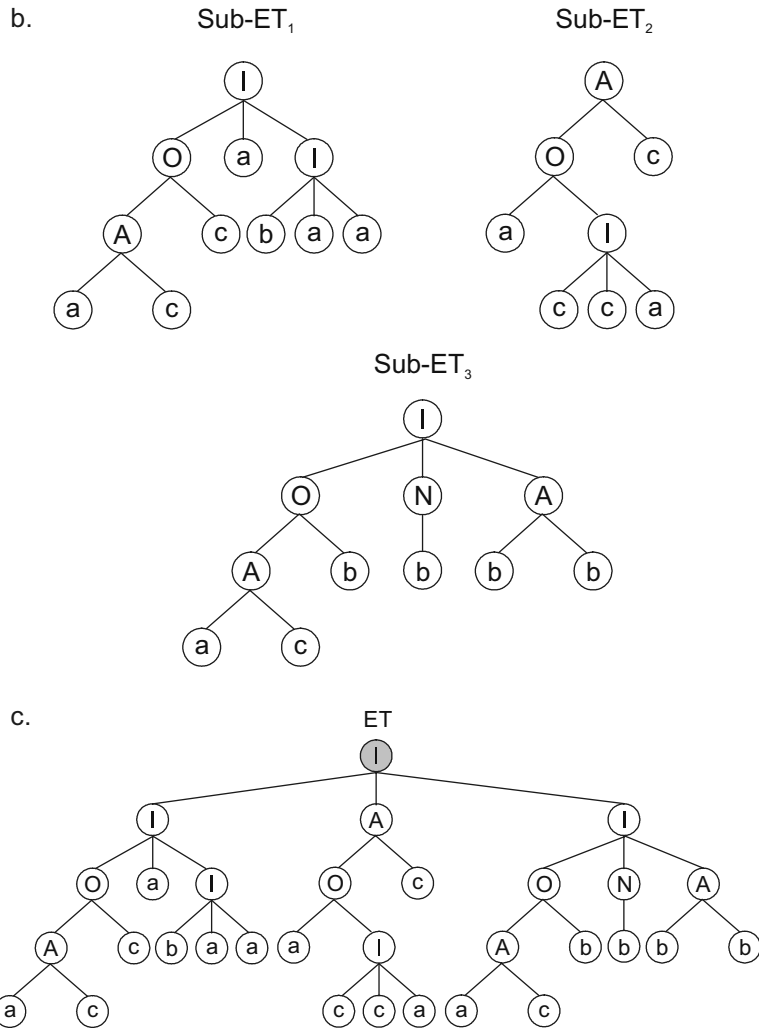 b. Sub-ET₁ Sub-ET₂
I A
O a I O c
A c b a a a I
a c c c a
Sub-ET₃
I
O N A
A b b b b
a c
c. ET
I
I A I
O a I O c O N A
A c b a a a I A b b b b
a c c c a a c